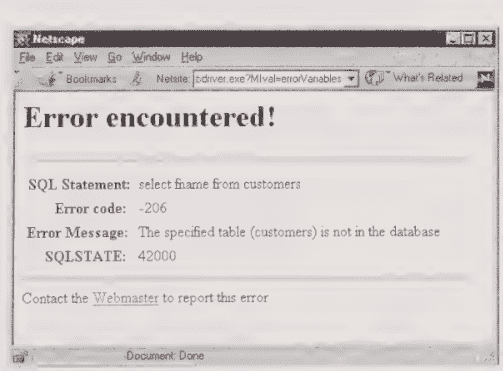 Netscape
File Edit View Go Window Help
Bookmarks Netsite: bdriver.exe?MIval=errorVariables What's Related
Error encountered!
SQL Statement: select fname from customers
Error code: -206
Error Message: The specified table (customers) is not in the database
SQLSTATE: 42000
Contact the Webmaster to report this error
Document: Done